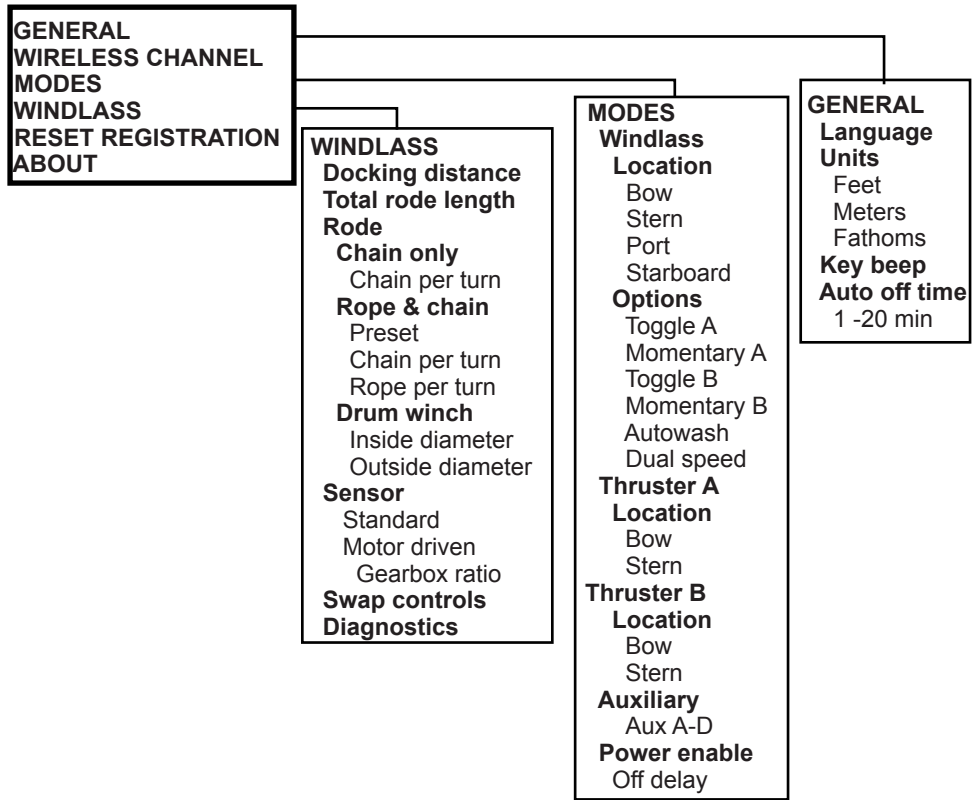 GENERAL
WIRELESS CHANNEL
MODES
WINDLASS
RESET REGISTRATION
ABOUT
WINDLASS
Docking distance
Total rode length
Rode
Chain only
Chain per turn
Rope & chain
Preset
Chain per turn
Rope per turn
Drum winch
Inside diameter
Outside diameter
Sensor
Standard
Motor driven
Gearbox ratio
Swap controls
Diagnostics
MODES
Windlass
Location
Bow
Stern
Port
Starboard
Options
Toggle A
Momentary A
Toggle B
Momentary B
Autowash
Dual speed
Thruster A
Location
Bow
Stern
Thruster B
Location
Bow
Stern
Auxiliary
Aux A-D
Power enable
Off delay
GENERAL
Language
Units
Feet
Meters
Fathoms
Key beep
Auto off time
1 -20 min